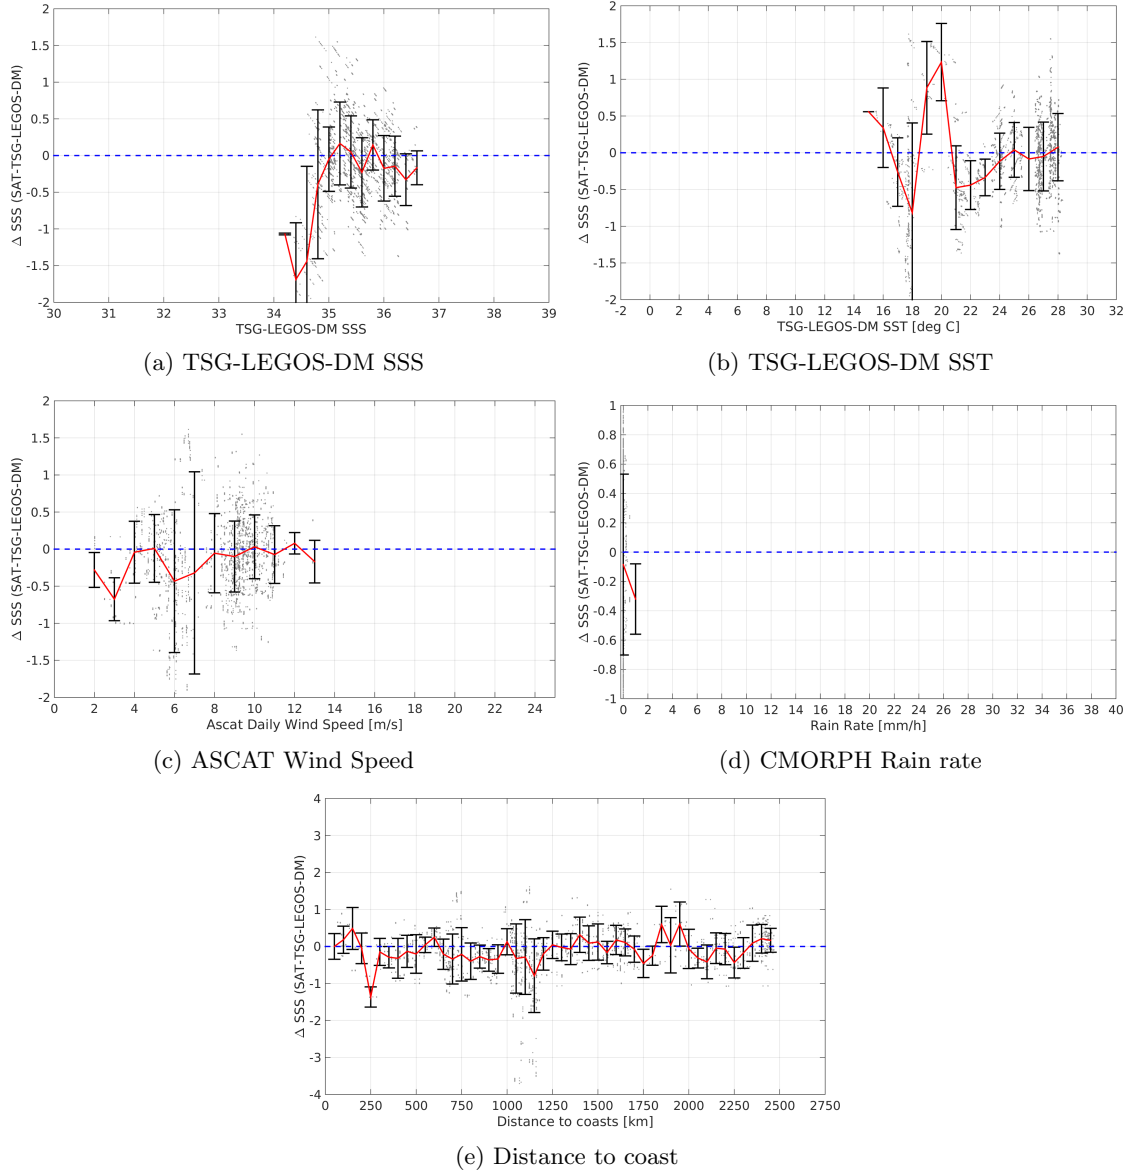 2
1.5
1
0.5
0
-0.5
-1
-1.5
-2
Δ SSS (SAT-TSG-LEGOS-DM)
30 31 32 33 34 35 36 37 38 39
TSG-LEGOS-DM SSS
(a) TSG-LEGOS-DM SSS
2
1.5
1
0.5
0
-0.5
-1
-1.5
-2
Δ SSS (SAT-TSG-LEGOS-DM)
-2 0 2 4 6 8 10 12 14 16 18 20 22 24 26 28 30 32
TSG-LEGOS-DM SST [deg C]
(b) TSG-LEGOS-DM SST
2
1.5
1
0.5
0
-0.5
-1
-1.5
-2
Δ SSS (SAT-TSG-LEGOS-DM)
0 2 4 6 8 10 12 14 16 18 20 22 24
Ascat Daily Wind Speed [m/s]
(c) ASCAT Wind Speed
1
0.8
0.6
0.4
0.2
0
-0.2
-0.4
-0.6
-0.8
-1
Δ SSS (SAT-TSG-LEGOS-DM)
0 2 4 6 8 10 12 14 16 18 20 22 24 26 28 30 32 34 36 38 40
Rain Rate [mm/h]
(d) CMORPH Rain rate
4
3
2
1
0
-1
-2
-3
-4
Δ SSS (SAT-TSG-LEGOS-DM)
0 250 500 750 1000 1250 1500 1750 2000 2250 2500 2750
Distance to coasts [km]
(e) Distance to coast